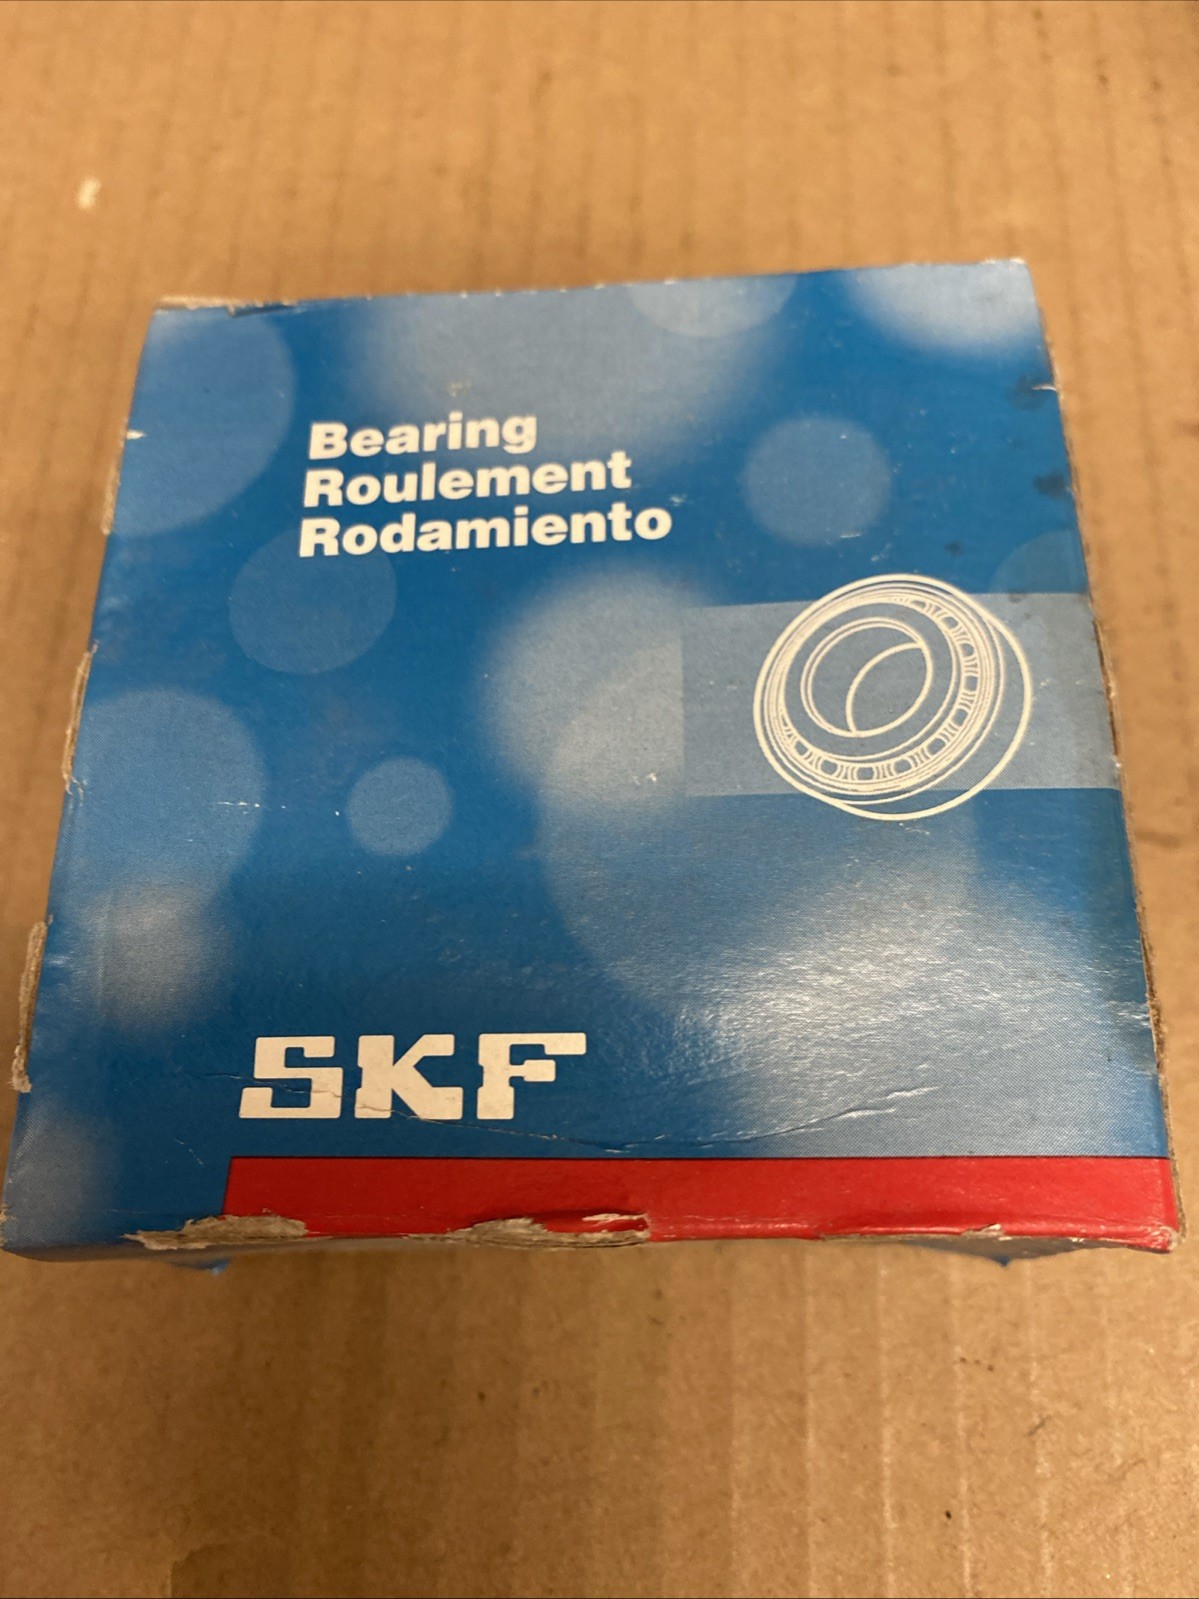 Bearing
Roulement
Rodamiento
SKF